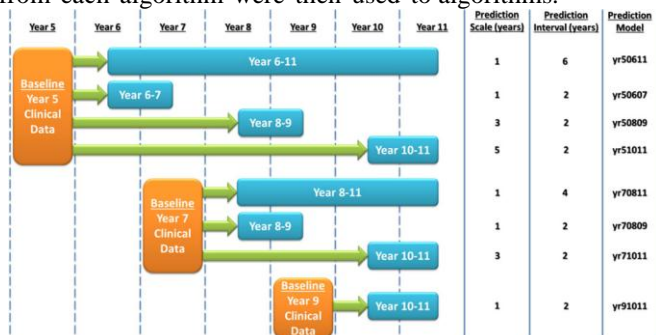 from each algorithm were then used to algorithms.
Year 5 Year 6 Year 7 Year 8 Year 9 Year 10 Year 11 Prediction Scale (years) Prediction Interval (years) Prediction Model
Baseline
Year 5
Clinical
Data
Year 6-11 1 6 yr50611
Year 6-7 1 2 yr50607
Year 8-9 3 2 yr50809
Year 10-11 5 2 yr51011
Baseline
Year 7
Clinical
Data
Year 8-11 1 4 yr70811
Year 8-9 1 2 yr70809
Year 10-11 3 2 yr71011
Baseline
Year 9
Clinical
Data
Year 10-11 1 2 yr91011